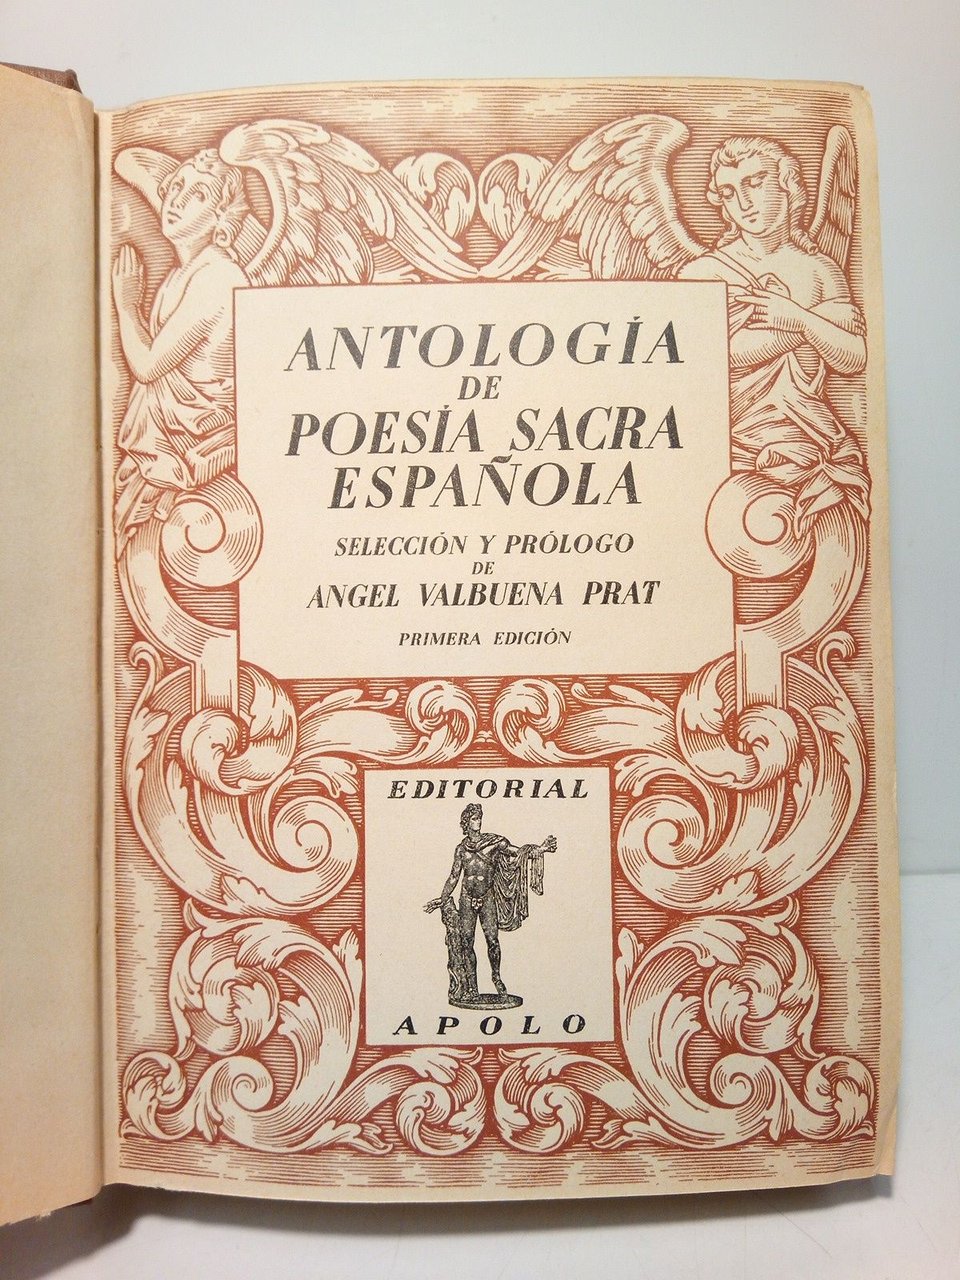 ANTOLOGÍA
DE
POESÍA SACRA
ESPAÑOLA
SELECCIÓN Y PRÓLOGO
DE
ANGEL VALBUENA PRAT
PRIMERA EDICIÓN
EDITORIAL
APOLO